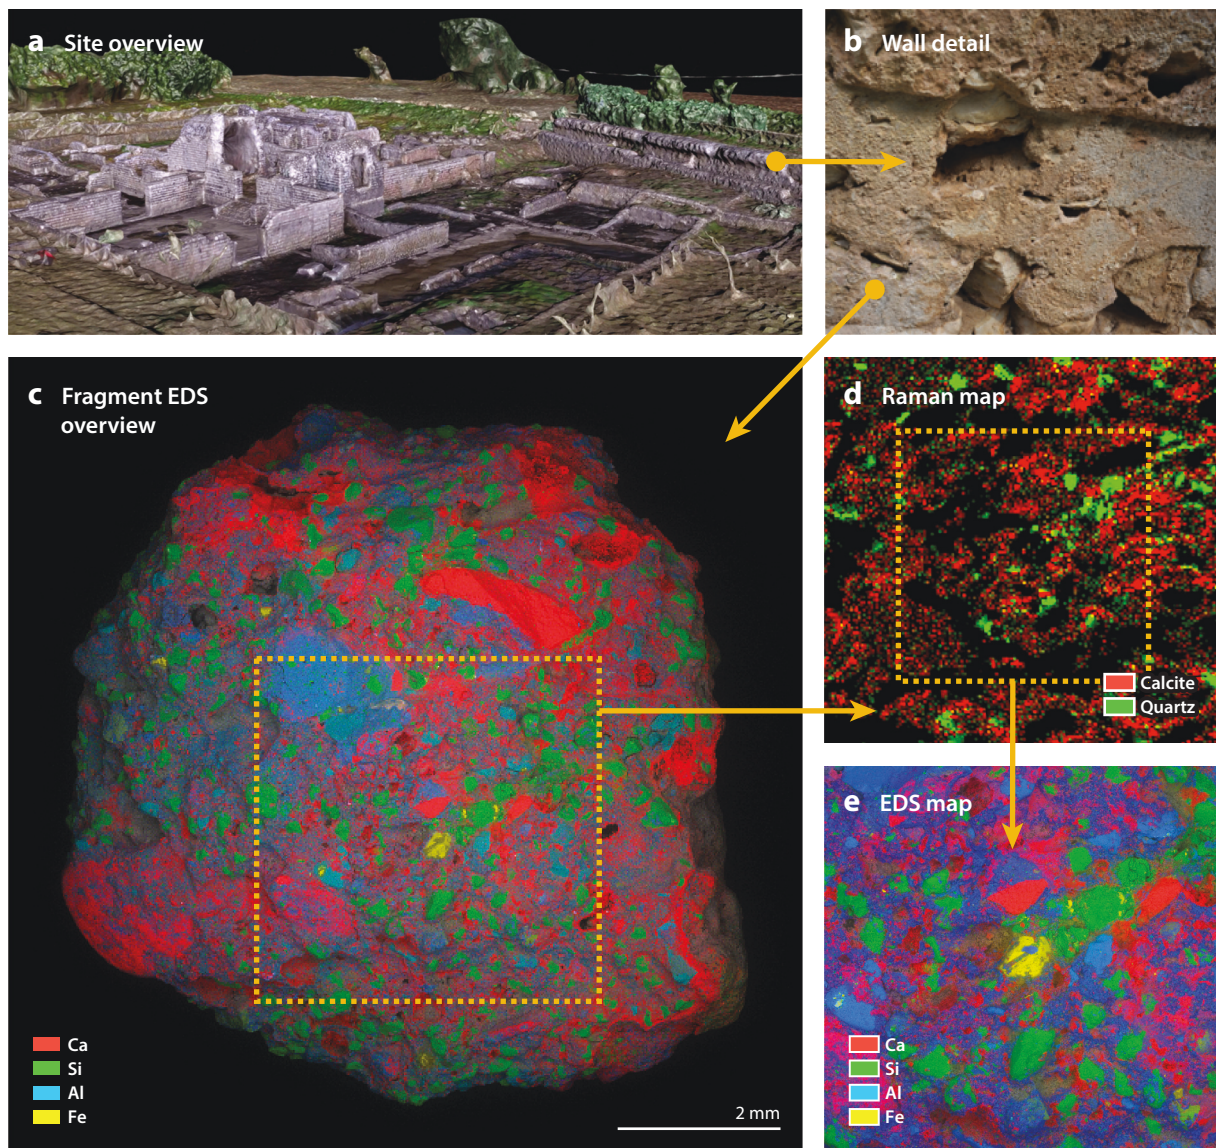 a Site overview
b Wall detail
c Fragment EDS
overview
Ca
Si
Al
Fe
2 mm
d Raman map
Calcite
Quartz
e EDS map
Ca
Si
Al
Fe